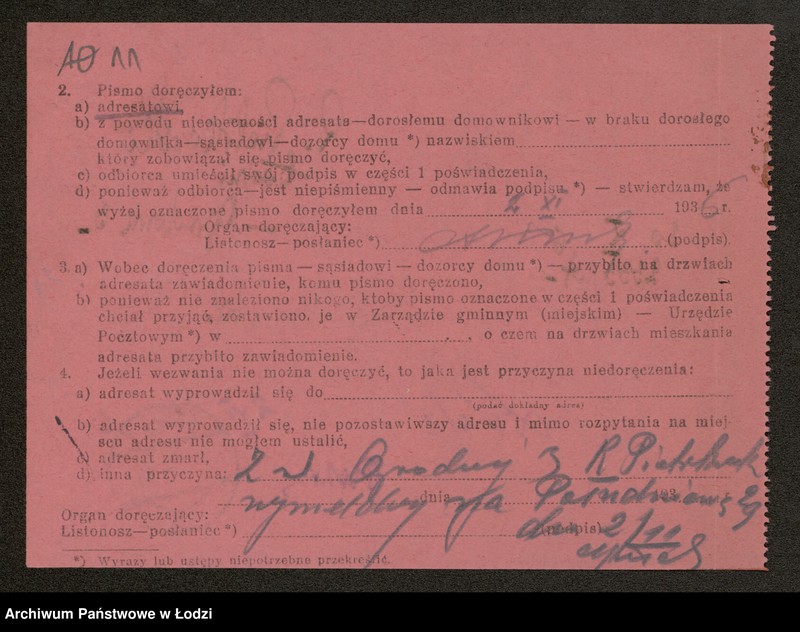 2. Pismo doręczyłem:
a) adresatowi,
b) z powodu nieobecności adresata—dorosłemu domownikowi — w braku dorosłego
domownika—sąsiadowi—dozorcy domu *) nazwiskiem
który zobowiązał się pismo doręczyć,
c) odbiorca umieścił swój podpis w części 1 poświadczenia,
d) ponieważ odbiorca—jest niepiśmienny — odmawia podpisu *) — stwierdzam, że
wyżej oznaczone pismo doręczyłem dnia 2 XI 1936 r.
Organ doręczający:
Listonosz—posłaniec *) (podpis).
3. a) Wobec doręczenia pisma — sąsiadowi — dozorcy domu *) — przybito na drzwiach
adresata zawiadomienie, komu pismo doręczono,
b) ponieważ nie znaleziono nikogo, ktoby pismo oznaczone w części 1 poświadczenia
chciał przyjąć, zostawiono je w Zarządzie gminnym (miejskim) — Urzędzie
Pocztowym *) w , o czem na drzwiach mieszkania
adresata przybito zawiadomienie.
4. Jeżeli wezwania nie można doręczyć, to jaka jest przyczyna niedoręczenia:
a) adresat wyprowadził się do
(podać dokładny adres)
b) adresat wyprowadził się, nie pozostawiwszy adresu i mimo rozpytania na miej-
scu adresu nie mogłem ustalić,
c) adresat zmarł,
d) inna przyczyna:
dnia 193
Organ doręczający:
Listonosz—posłaniec *) (podpis) 2/11
*) Wyrazy lub ustępy niepotrzebne przekreślić.
Archiwum Państwowe w Łodzi